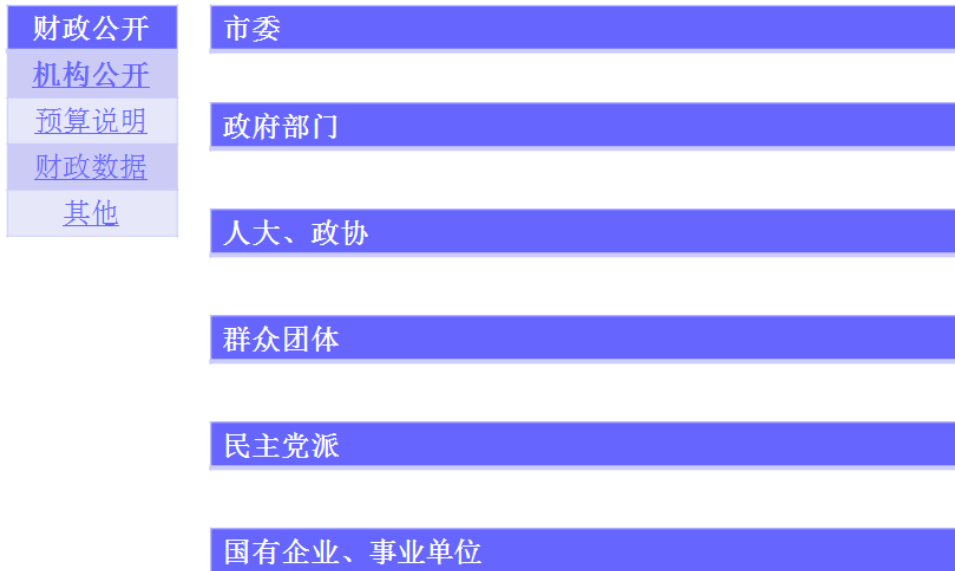 财政公开
机构公开
预算说明
财政数据
其他
市委
政府部门
人大、政协
群众团体
民主党派
国有企业、事业单位